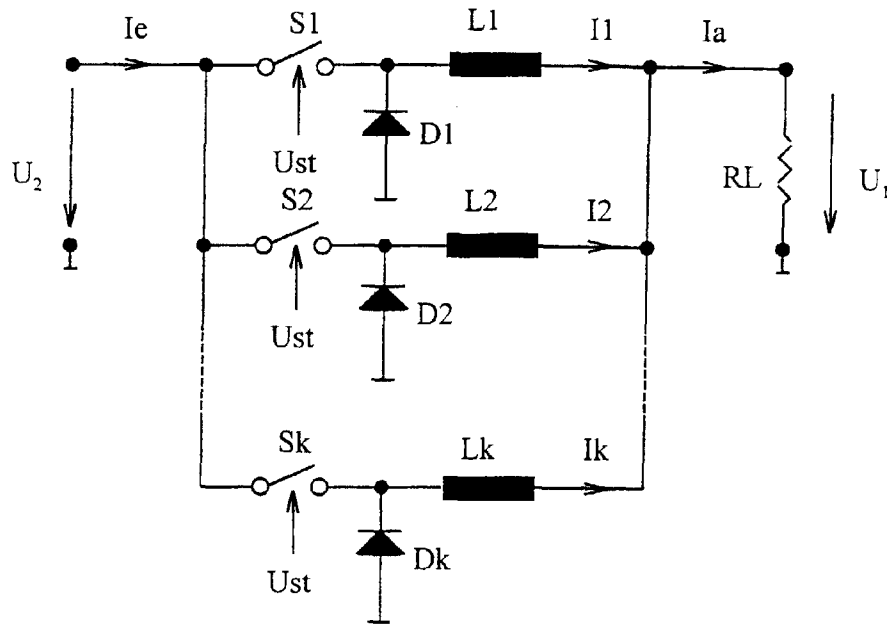 Ie S1 L1 I1 Ia
D1
U₂ Ust RL
S2 L2 I2
D2
Ust
Sk Lk Ik
Dk
Ust